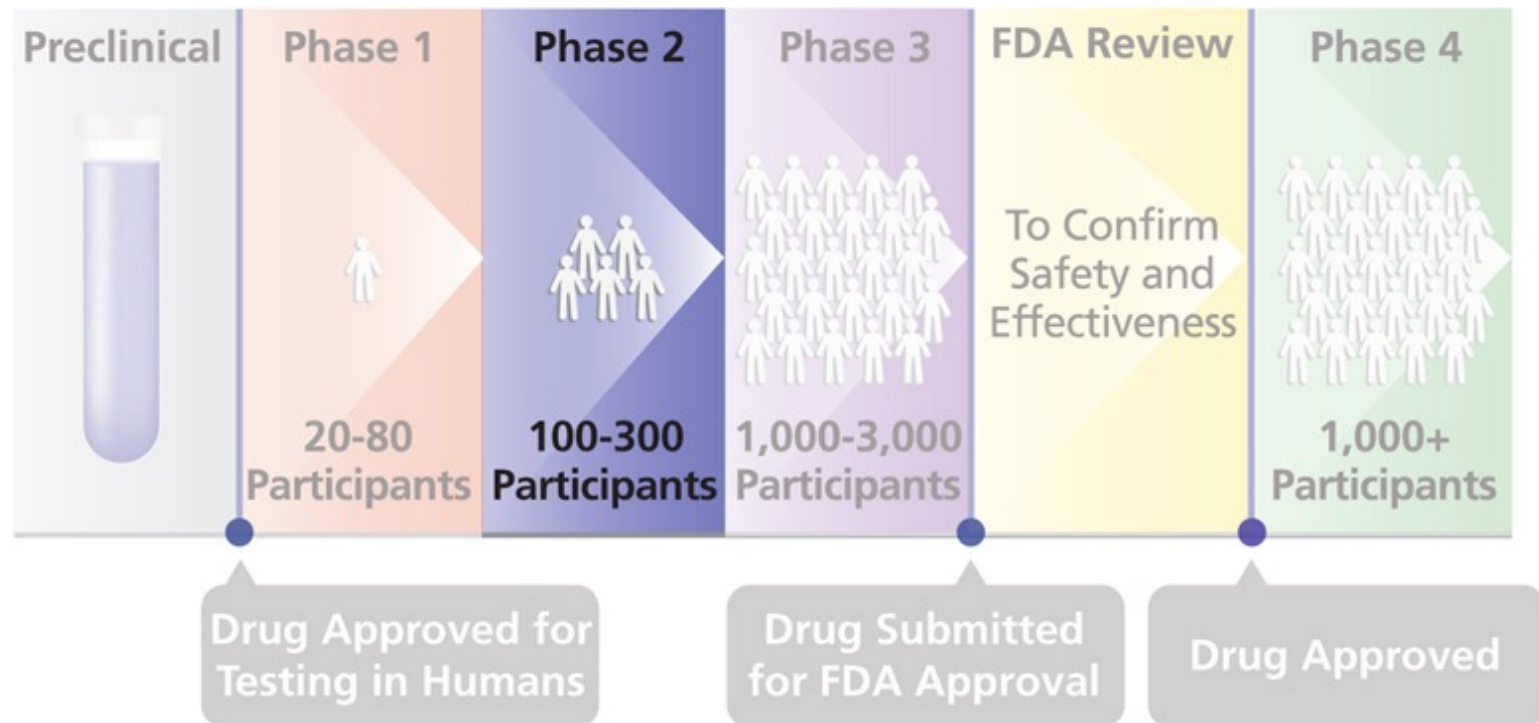 Preclinical
Phase 1
Phase 2
Phase 3
FDA Review
Phase 4
To Confirm
Safety and
Effectiveness
20-80
Participants
100-300
Participants
1,000-3,000
Participants
1,000+
Participants
Drug Approved for
Testing in Humans
Drug Submitted
for FDA Approval
Drug Approved